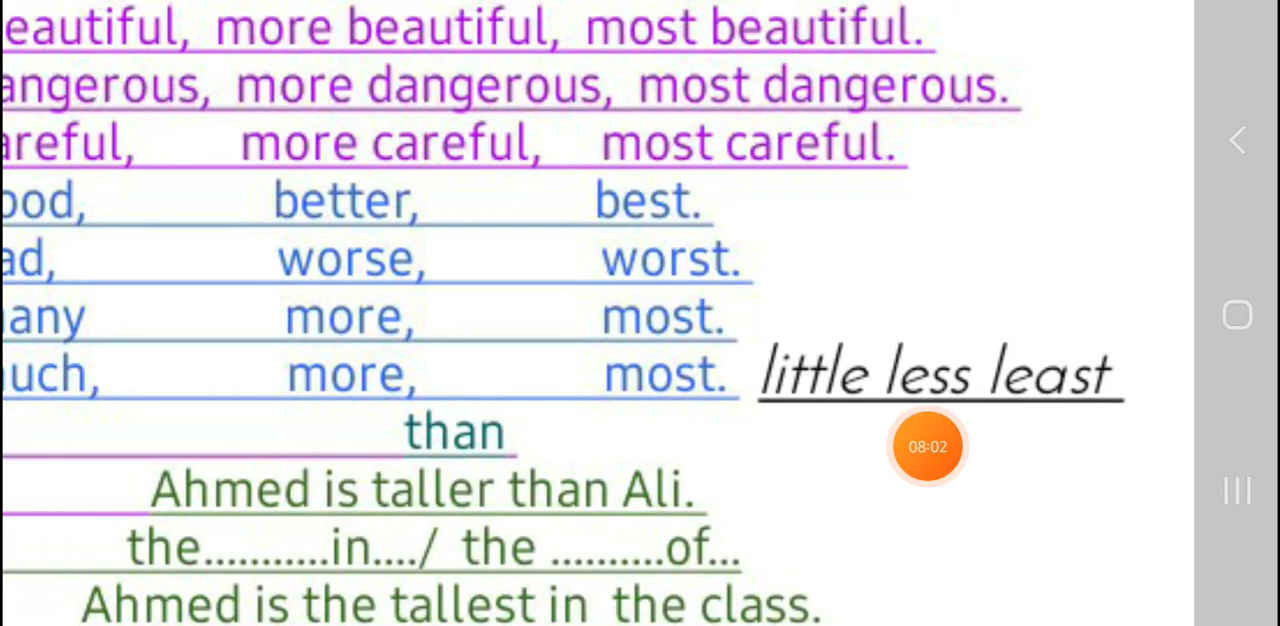 eautiful, more beautiful, most beautiful.
angerous, more dangerous, most dangerous.
areful, more careful, most careful.
ood, better, best.
ad, worse, worst.
any more, most.
uch, more, most. little less least
08:02
than
Ahmed is taller than Ali.
the...........in..../ the ..........of...
Ahmed is the tallest in the class.